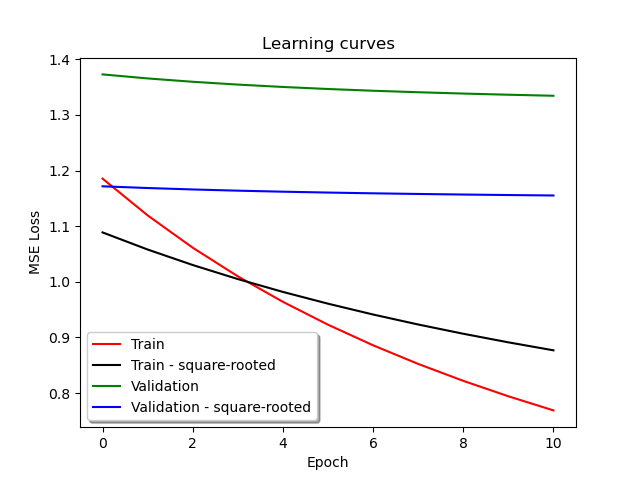 Learning curves
MSE Loss
1.4
1.3
1.2
1.1
1.0
0.9
0.8
Train
Train - square-rooted
Validation
Validation - square-rooted
0 2 4 6 8 10
Epoch